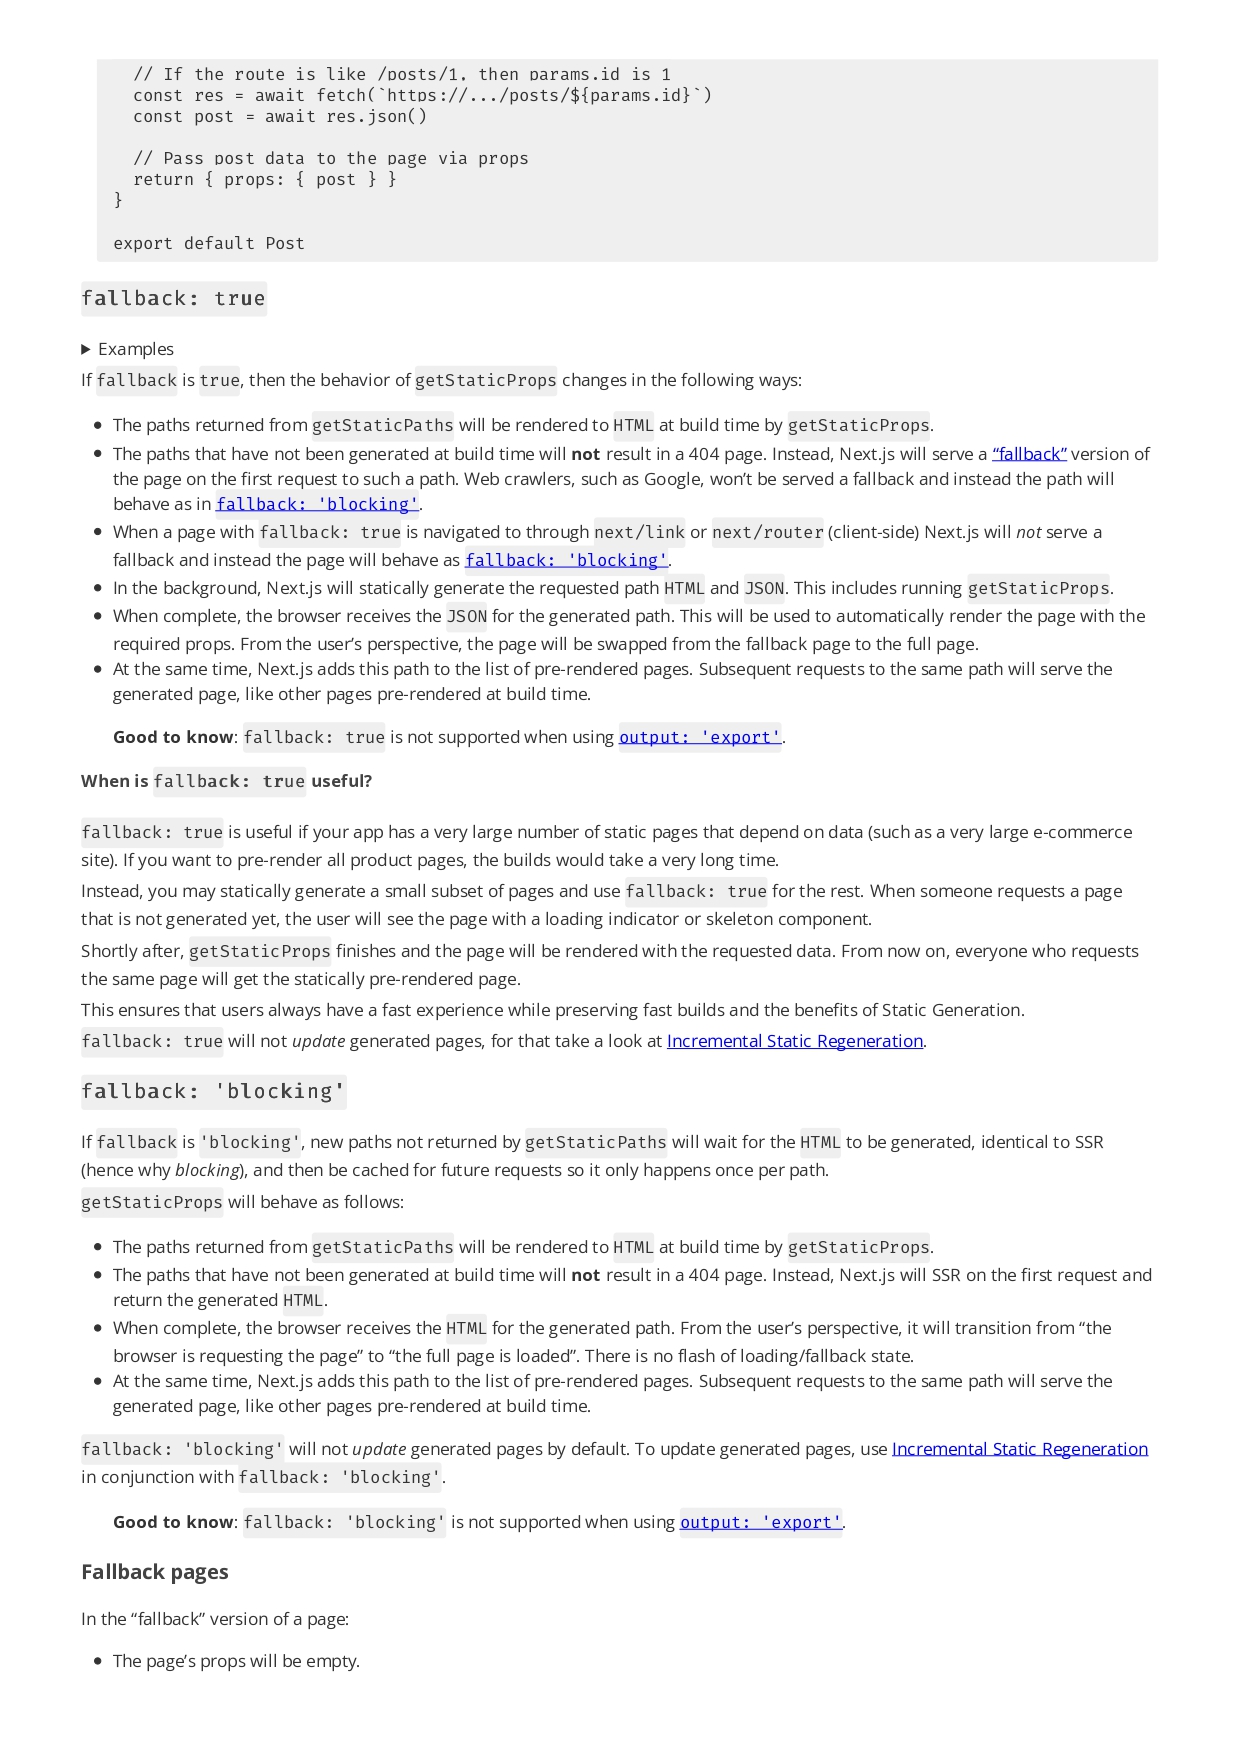 // If the route is like /posts/1, then params.id is 1
const res = await fetch(`https://.../posts/${params.id}`)
const post = await res.json()
// Pass post data to the page via props
return { props: { post } }
}
export default Post
fallback: true
▶ Examples
If fallback is true, then the behavior of getStaticProps changes in the following ways:
• The paths returned from getStaticPaths will be rendered to HTML at build time by getStaticProps.
• The paths that have not been generated at build time will not result in a 404 page. Instead, Next.js will serve a “fallback” version of
the page on the first request to such a path. Web crawlers, such as Google, won’t be served a fallback and instead the path will
behave as in fallback: 'blocking'.
• When a page with fallback: true is navigated to through next/link or next/router (client-side) Next.js will not serve a
fallback and instead the page will behave as fallback: 'blocking'.
• In the background, Next.js will statically generate the requested path HTML and JSON. This includes running getStaticProps.
• When complete, the browser receives the JSON for the generated path. This will be used to automatically render the page with the
required props. From the user’s perspective, the page will be swapped from the fallback page to the full page.
• At the same time, Next.js adds this path to the list of pre-rendered pages. Subsequent requests to the same path will serve the
generated page, like other pages pre-rendered at build time.
Good to know: fallback: true is not supported when using output: 'export'.
When is fallback: true useful?
fallback: true is useful if your app has a very large number of static pages that depend on data (such as a very large e-commerce
site). If you want to pre-render all product pages, the builds would take a very long time.
Instead, you may statically generate a small subset of pages and use fallback: true for the rest. When someone requests a page
that is not generated yet, the user will see the page with a loading indicator or skeleton component.
Shortly after, getStaticProps finishes and the page will be rendered with the requested data. From now on, everyone who requests
the same page will get the statically pre-rendered page.
This ensures that users always have a fast experience while preserving fast builds and the benefits of Static Generation.
fallback: true will not update generated pages, for that take a look at Incremental Static Regeneration.
fallback: 'blocking'
If fallback is 'blocking', new paths not returned by getStaticPaths will wait for the HTML to be generated, identical to SSR
(hence why blocking), and then be cached for future requests so it only happens once per path.
getStaticProps will behave as follows:
• The paths returned from getStaticPaths will be rendered to HTML at build time by getStaticProps.
• The paths that have not been generated at build time will not result in a 404 page. Instead, Next.js will SSR on the first request and
return the generated HTML.
• When complete, the browser receives the HTML for the generated path. From the user’s perspective, it will transition from “the
browser is requesting the page” to “the full page is loaded”. There is no flash of loading/fallback state.
• At the same time, Next.js adds this path to the list of pre-rendered pages. Subsequent requests to the same path will serve the
generated page, like other pages pre-rendered at build time.
fallback: 'blocking' will not update generated pages by default. To update generated pages, use Incremental Static Regeneration
in conjunction with fallback: 'blocking'.
Good to know: fallback: 'blocking' is not supported when using output: 'export'.
Fallback pages
In the “fallback” version of a page:
• The page’s props will be empty.